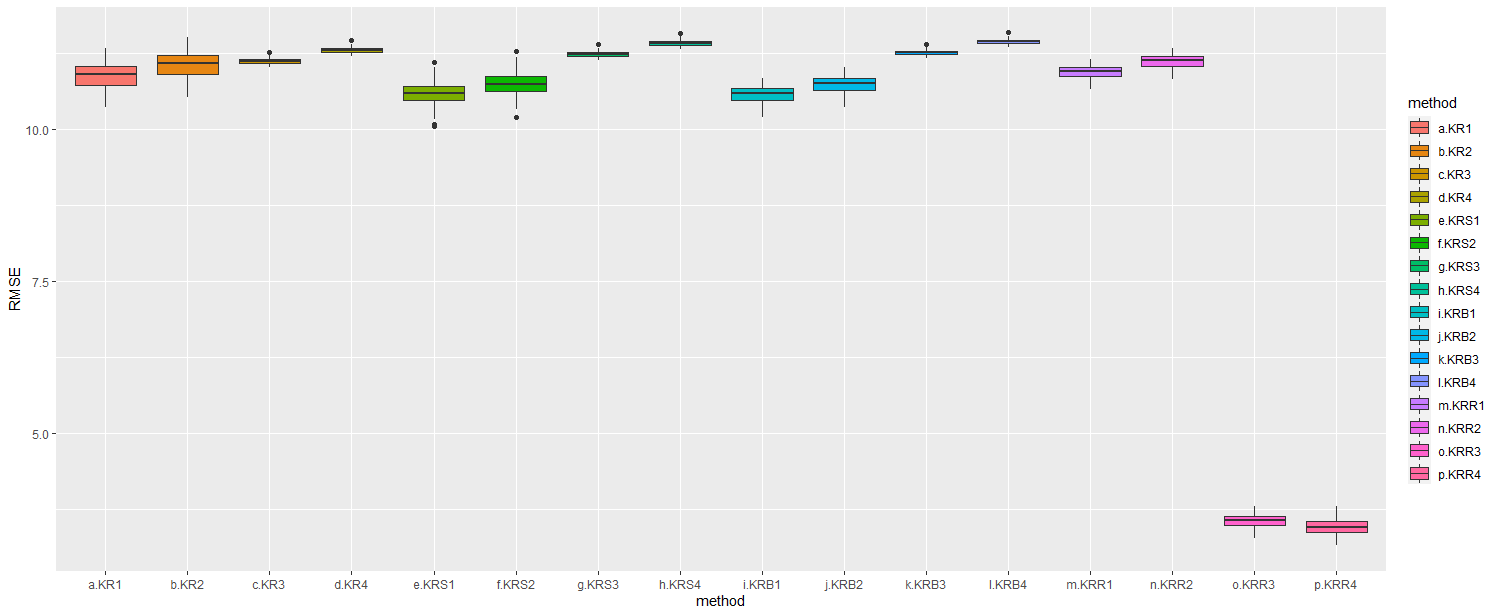 RMSE
10.0
7.5
5.0
a.KR1
b.KR2
c.KR3
d.KR4
e.KRS1
f.KRS2
g.KRS3
h.KRS4
i.KRB1
j.KRB2
k.KRB3
l.KRB4
m.KRR1
n.KRR2
o.KRR3
p.KRR4
method
method
a.KR1
b.KR2
c.KR3
d.KR4
e.KRS1
f.KRS2
g.KRS3
h.KRS4
i.KRB1
j.KRB2
k.KRB3
l.KRB4
m.KRR1
n.KRR2
o.KRR3
p.KRR4